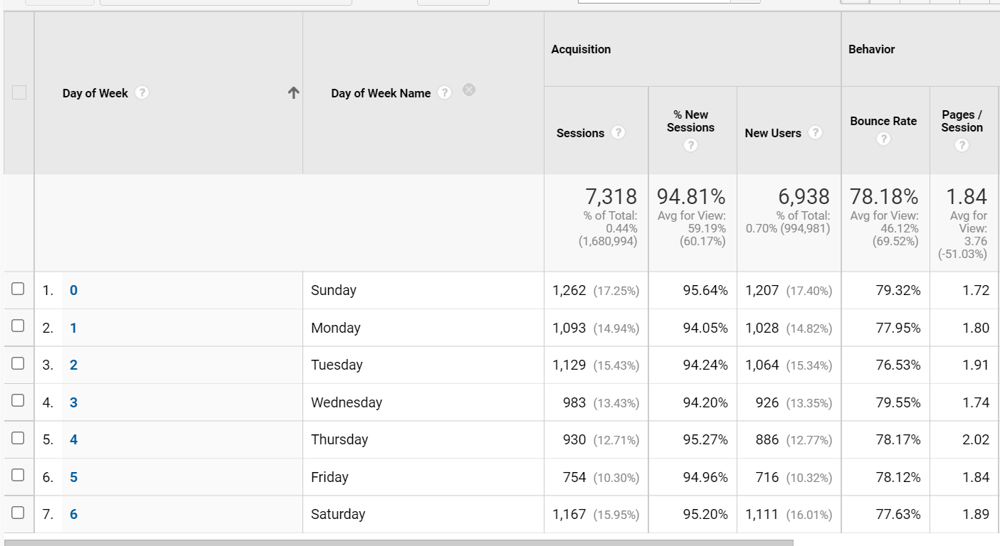 Acquisition
Behavior
Day of Week ?
Day of Week Name ?
Sessions ?
% New
Sessions
?
New Users ?
Bounce Rate
?
Pages /
Session
?
7,318
% of Total:
0.44%
(1,680,994)
94.81%
Avg for View:
59.19%
(60.17%)
6,938
% of Total:
0.70% (994,981)
78.18%
Avg for View:
46.12%
(69.52%)
1.84
Avg for
View:
3.76
(-51.03%)
1. 0 Sunday 1,262 (17.25%) 95.64% 1,207 (17.40%) 79.32% 1.72
2. 1 Monday 1,093 (14.94%) 94.05% 1,028 (14.82%) 77.95% 1.80
3. 2 Tuesday 1,129 (15.43%) 94.24% 1,064 (15.34%) 76.53% 1.91
4. 3 Wednesday 983 (13.43%) 94.20% 926 (13.35%) 79.55% 1.74
5. 4 Thursday 930 (12.71%) 95.27% 886 (12.77%) 78.17% 2.02
6. 5 Friday 754 (10.30%) 94.96% 716 (10.32%) 78.12% 1.84
7. 6 Saturday 1,167 (15.95%) 95.20% 1,111 (16.01%) 77.63% 1.89